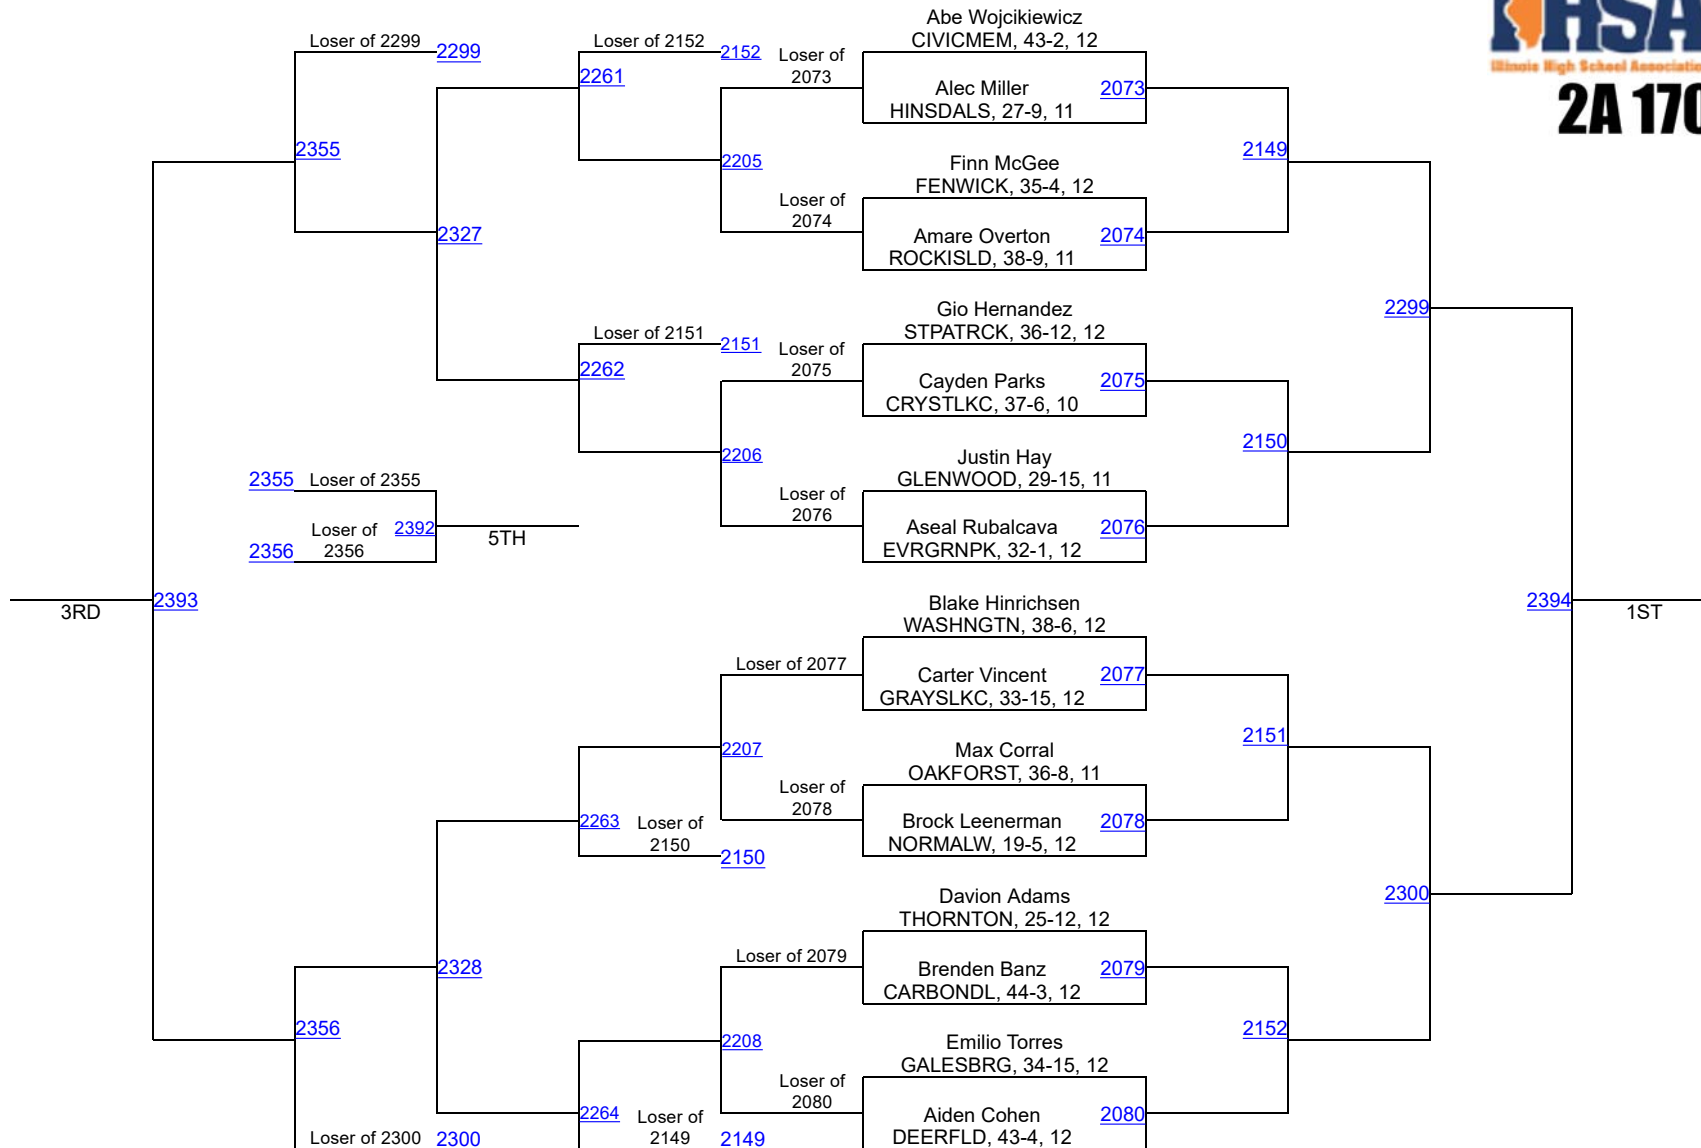 Abe Wojcikiewicz
CIVICMEM, 43-2, 12
IHSA
Illinois High School Association
2A 170
Loser of 2299
2299
Loser of 2152
2152
Loser of
2073
2261
Alec Miller
HINSDALS, 27-9, 11
2073
2355
2205
2149
Finn McGee
FENWICK, 35-4, 12
Loser of
2074
2327
Amare Overton
ROCKISLD, 38-9, 11
2074
Gio Hernandez
STPATRCK, 36-12, 12
2299
Loser of 2151
2151
Loser of
2075
2262
Cayden Parks
CRYSTLKC, 37-6, 10
2075
2206
2150
Justin Hay
GLENWOOD, 29-15, 11
2355
Loser of 2355
Loser of
2076
Loser of
2356
2392
2356
5TH
Aseal Rubalcava
EVRGRNPK, 32-1, 12
2076
2393
3RD
Blake Hinrichsen
WASHNGTN, 38-6, 12
2394
1ST
Loser of 2077
Carter Vincent
GRAYSLKC, 33-15, 12
2077
2207
2151
Max Corral
OAKFORST, 36-8, 11
Loser of
2078
2263
Loser of
2150
2150
Brock Leenerman
NORMALW, 19-5, 12
2078
Davion Adams
THORNTON, 25-12, 12
2300
Loser of 2079
2328
Brenden Banz
CARBONDL, 44-3, 12
2079
2356
2208
2152
Emilio Torres
GALESBRG, 34-15, 12
Loser of
2080
2264
Loser of
2149
2149
Aiden Cohen
DEERFLD, 43-4, 12
2080
Loser of 2300
2300